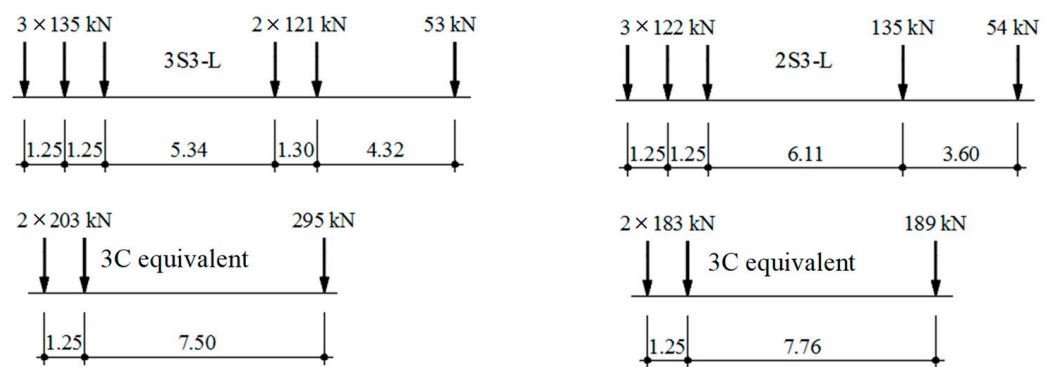 3 × 135 kN 2 × 121 kN 53 kN
3S3-L
1.25 1.25 5.34 1.30 4.32
2 × 203 kN 295 kN
3C equivalent
1.25 7.50
3 × 122 kN 135 kN 54 kN
2S3-L
1.25 1.25 6.11 3.60
2 × 183 kN 189 kN
3C equivalent
1.25 7.76